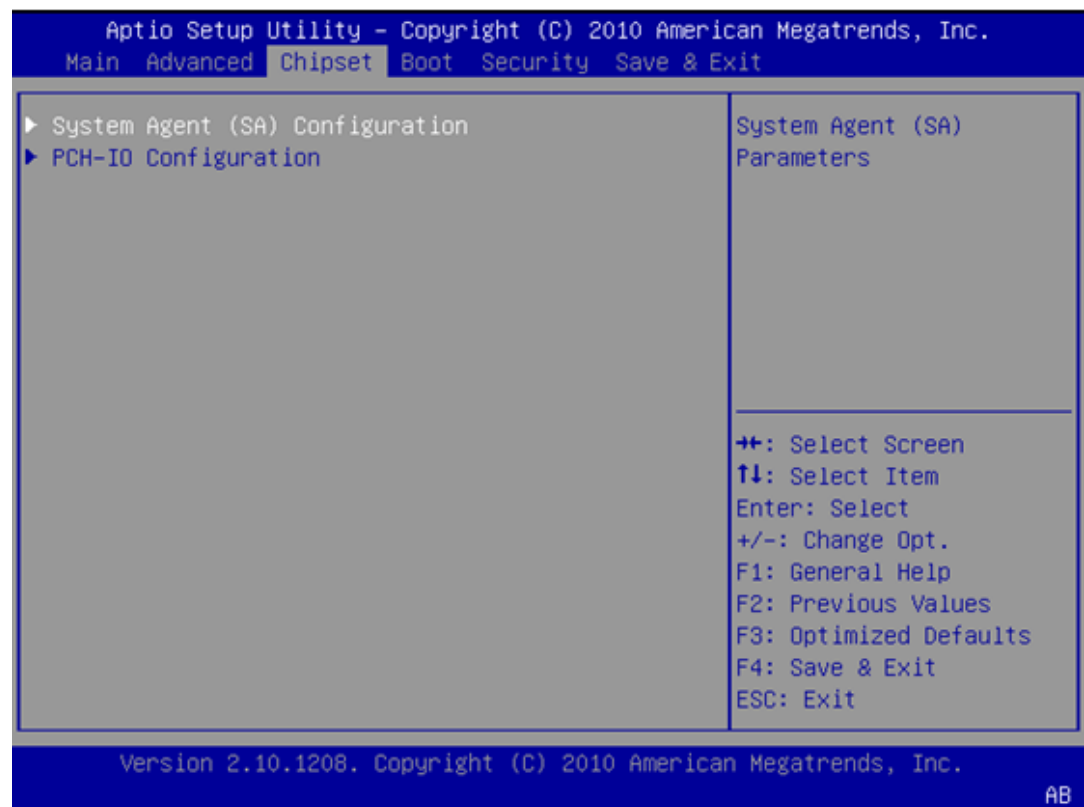 Aptio Setup Utility – Copyright (C) 2010 American Megatrends, Inc.
Main Advanced Chipset Boot Security Save & Exit
▶ System Agent (SA) Configuration
▶ PCH-IO Configuration
System Agent (SA)
Parameters
→←: Select Screen
↑↓: Select Item
Enter: Select
+/-: Change Opt.
F1: General Help
F2: Previous Values
F3: Optimized Defaults
F4: Save & Exit
ESC: Exit
Version 2.10.1208. Copyright (C) 2010 American Megatrends, Inc.
AB